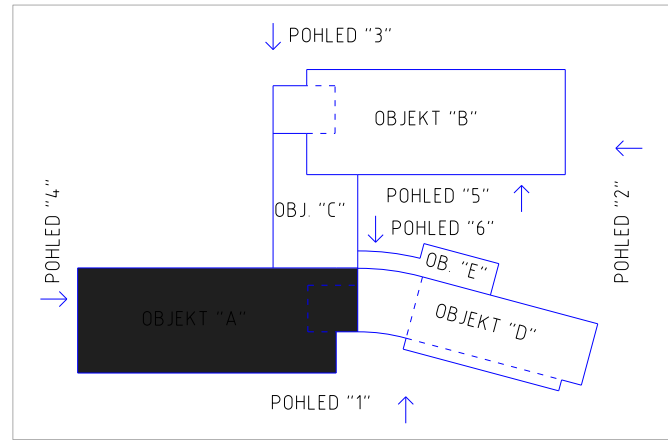 POHLED "3"
OBJEKT "B"
POHLED "4"
POHLED "5"
POHLED "2"
OBJ. "C"
POHLED "6"
OB. "E"
OBJEKT "A"
OBJEKT "D"
POHLED "1"